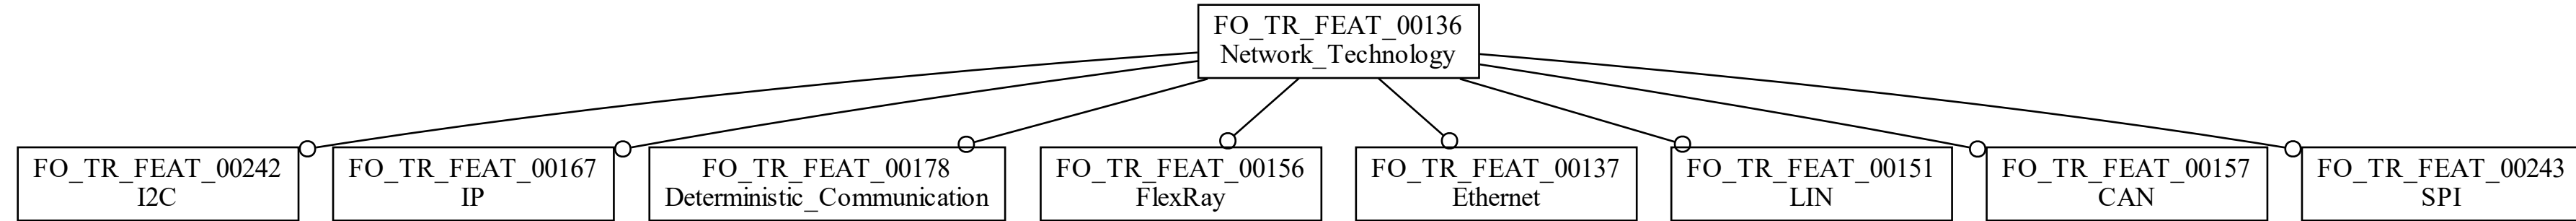 FO_TR_FEAT_00136
Network_Technology
FO_TR_FEAT_00242
I2C
FO_TR_FEAT_00167
IP
FO_TR_FEAT_00178
Deterministic_Communication
FO_TR_FEAT_00156
FlexRay
FO_TR_FEAT_00137
Ethernet
FO_TR_FEAT_00151
LIN
FO_TR_FEAT_00157
CAN
FO_TR_FEAT_00243
SPI